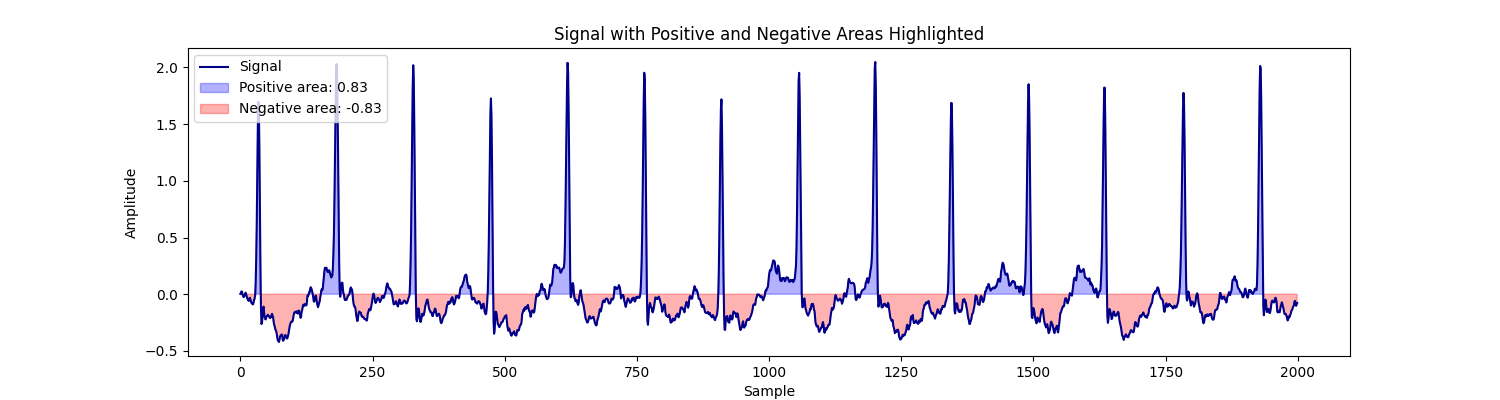 Signal with Positive and Negative Areas Highlighted
Signal
Positive area: 0.83
Negative area: -0.83
Amplitude
2.0
1.5
1.0
0.5
0.0
−0.5
0 250 500 750 1000 1250 1500 1750 2000
Sample